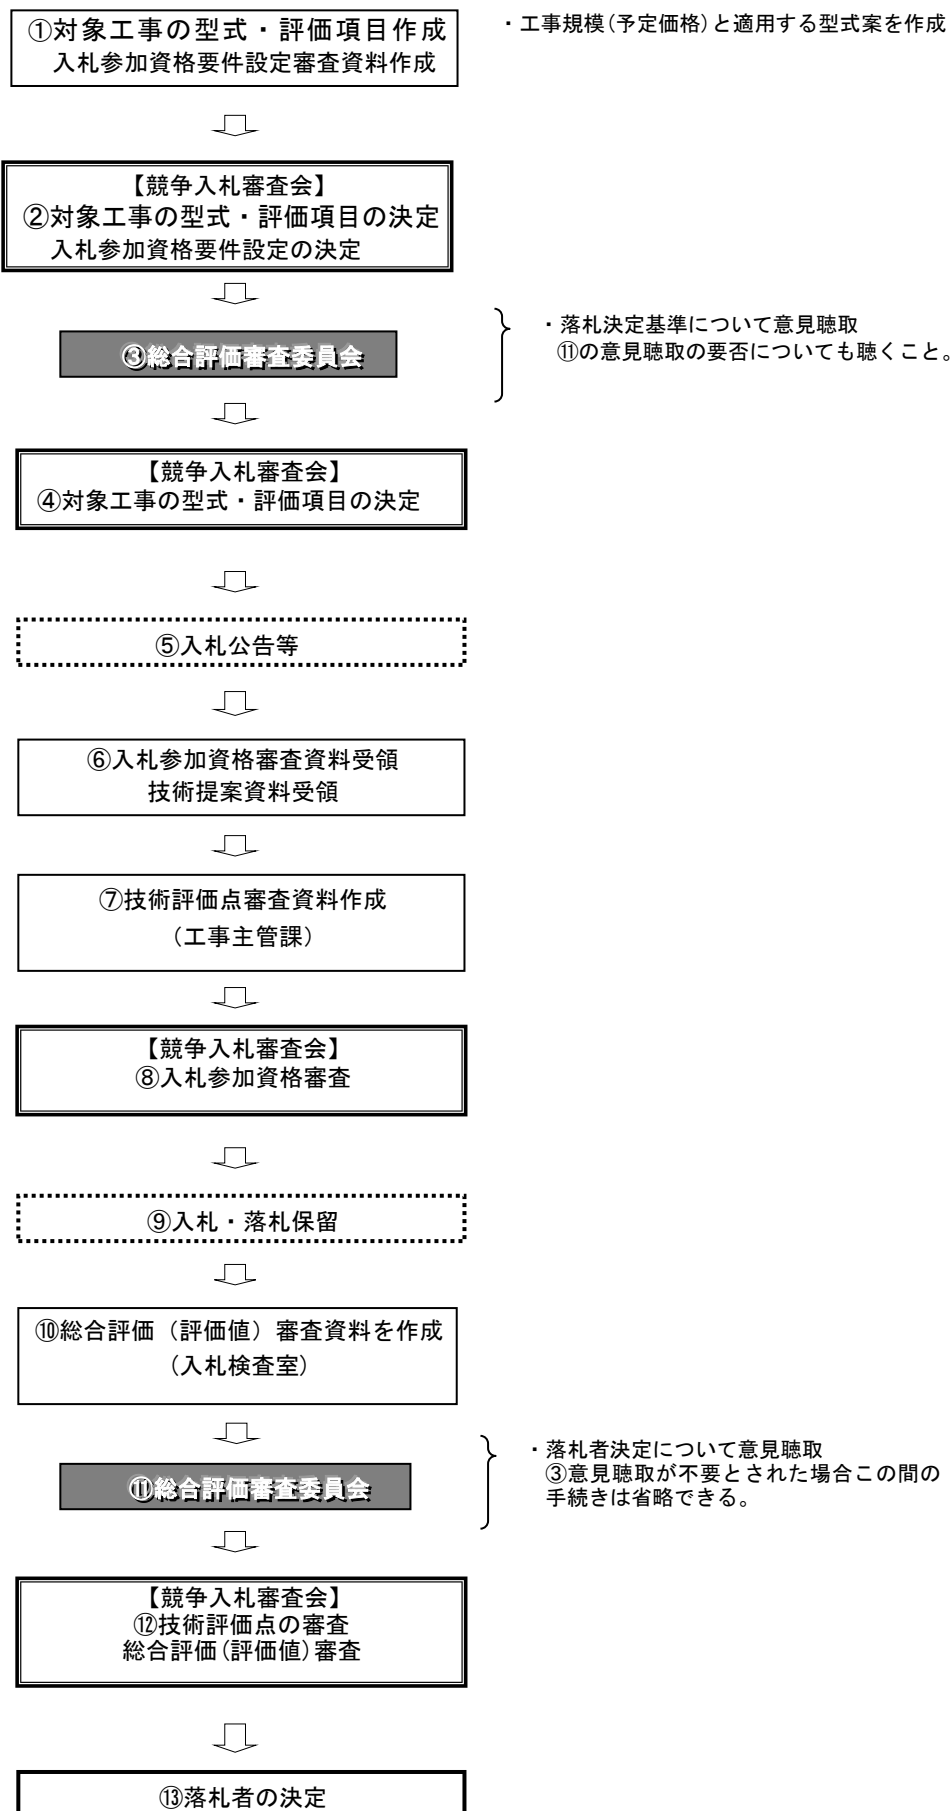 ①対象工事の型式・評価項目作成
入札参加資格要件設定審査資料作成
・工事規模(予定価格)と適用する型式案を作成
【競争入札審査会】
②対象工事の型式・評価項目の決定
入札参加資格要件設定の決定
③総合評価審査委員会
・落札決定基準について意見聴取
⑪の意見聴取の要否についても聴くこと。
【競争入札審査会】
④対象工事の型式・評価項目の決定
⑤入札公告等
⑥入札参加資格審査資料受領
技術提案資料受領
⑦技術評価点審査資料作成
(工事主管課)
【競争入札審査会】
⑧入札参加資格審査
⑨入札・落札保留
⑩総合評価（評価値）審査資料を作成
(入札検査室)
⑪総合評価審査委員会
・落札者決定について意見聴取
③意見聴取が不要とされた場合この間の
手続きは省略できる。
【競争入札審査会】
⑫技術評価点の審査
総合評価(評価値)審査
⑬落札者の決定